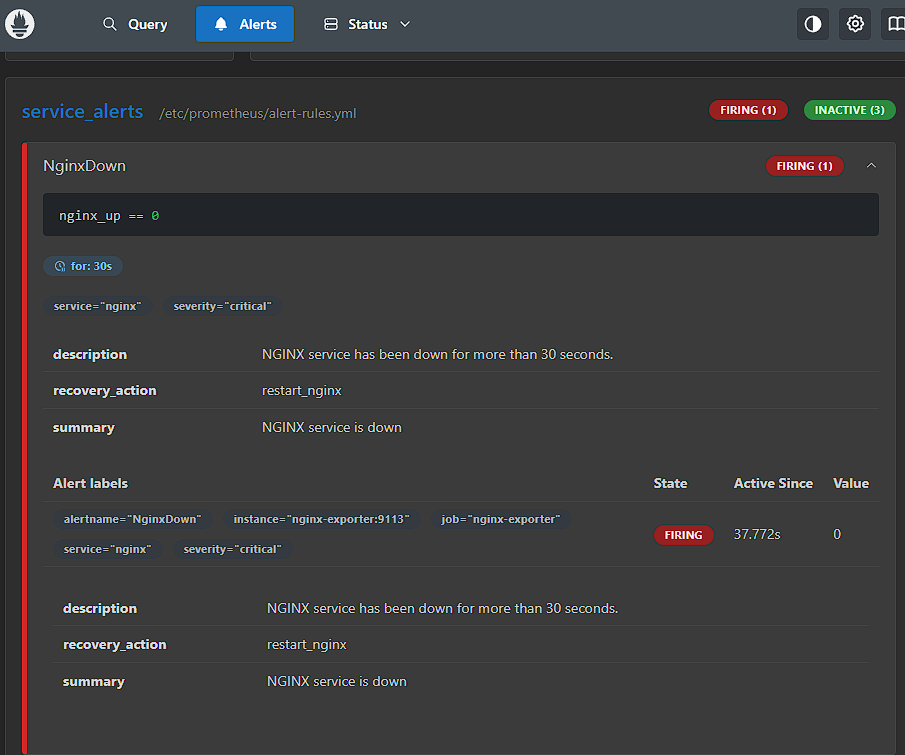 Query Alerts Status
service_alerts /etc/prometheus/alert-rules.yml FIRING (1) INACTIVE (3)
NginxDown FIRING (1)
nginx_up == 0
for: 30s
service="nginx" severity="critical"
description NGINX service has been down for more than 30 seconds.
recovery_action restart_nginx
summary NGINX service is down
Alert labels State Active Since Value
alertname="NginxDown" instance="nginx-exporter:9113" job="nginx-exporter"
service="nginx" severity="critical" FIRING 37.772s 0
description NGINX service has been down for more than 30 seconds.
recovery_action restart_nginx
summary NGINX service is down